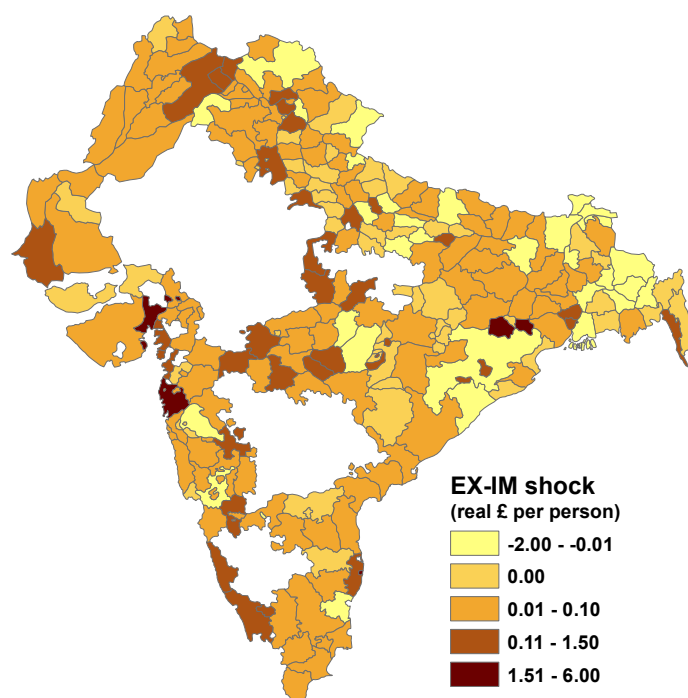 EX-IM shock
(real £ per person)
-2.00 - -0.01
0.00
0.01 - 0.10
0.11 - 1.50
1.51 - 6.00